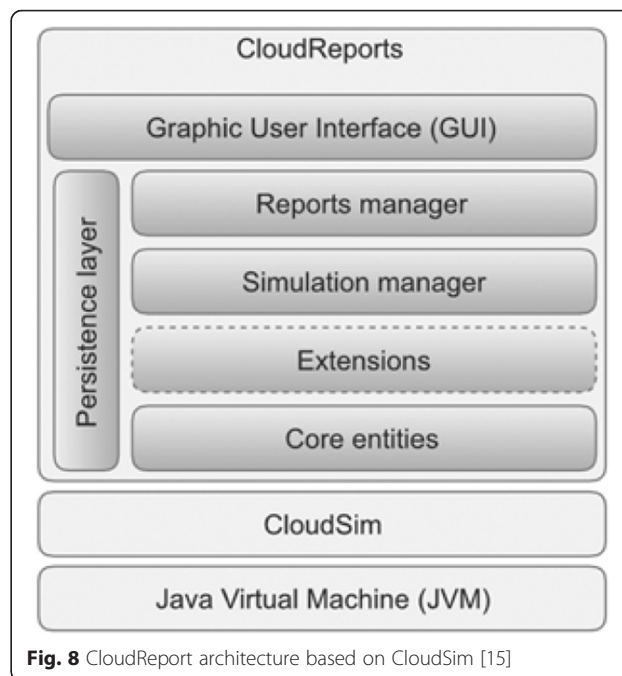 CloudReports
Graphic User Interface (GUI)
Persistence layer
Reports manager
Simulation manager
Extensions
Core entities
CloudSim
Java Virtual Machine (JVM)
Fig. 8 CloudReport architecture based on CloudSim [15]